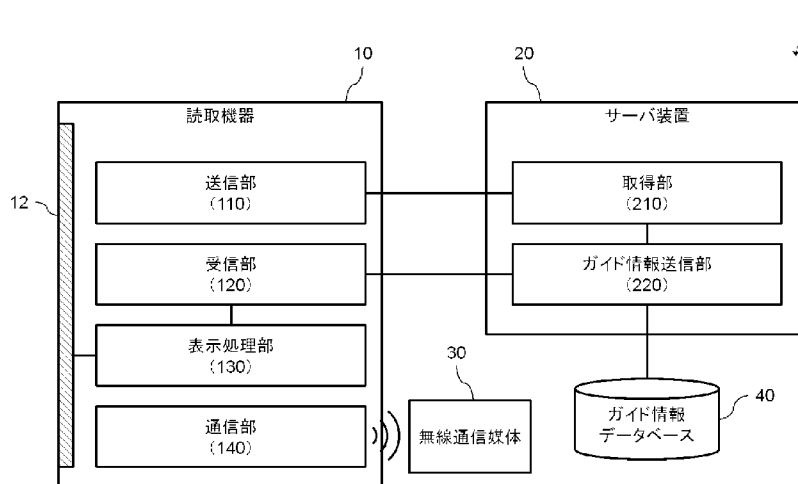 10
20
読取機器
サーバ装置
12
送信部
(110)
取得部
(210)
受信部
(120)
ガイド情報送信部
(220)
表示処理部
(130)
30
通信部
(140)
無線通信媒体
ガイド情報
データベース
40